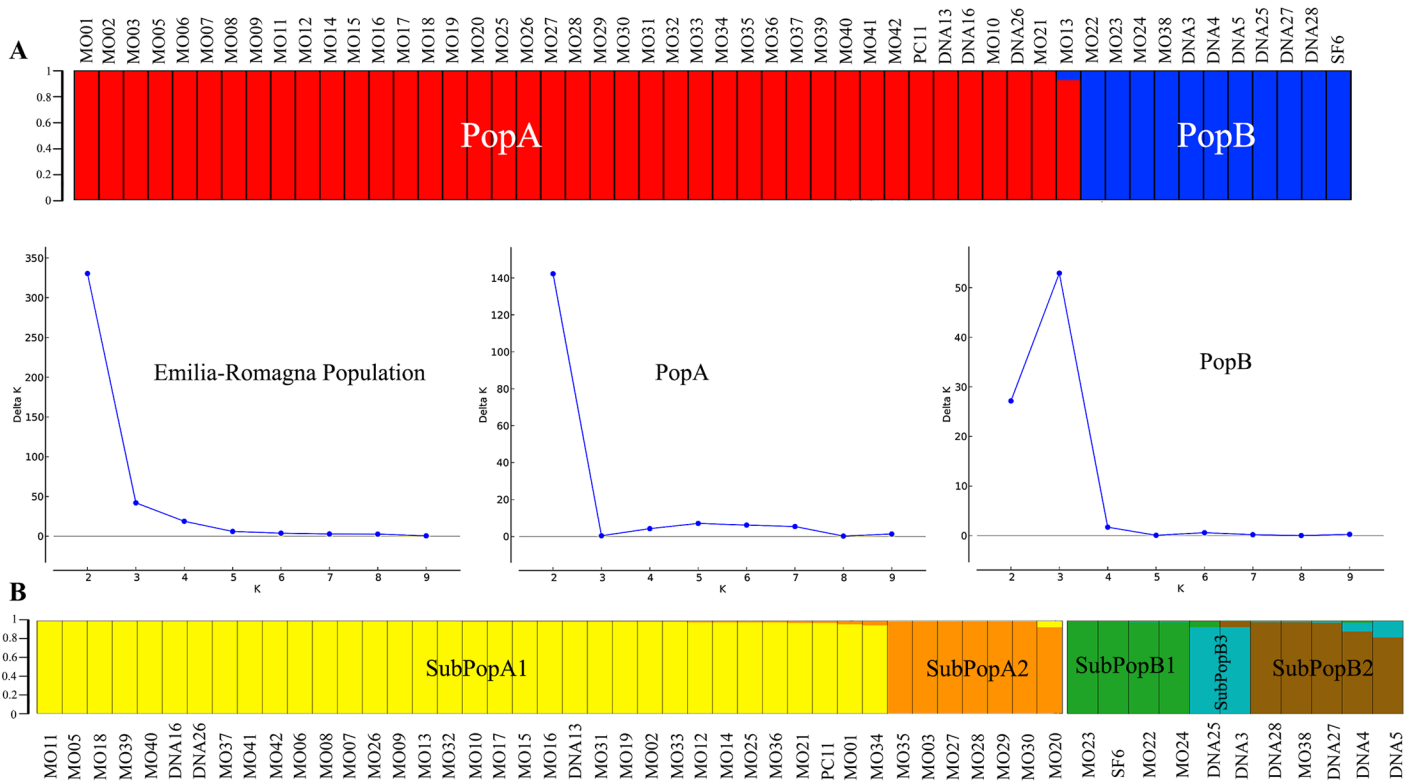 A
MO01 MO02 MO03 MO05 MO06 MO07 MO08 MO09 MO11 MO12 MO14 MO15 MO16 MO17 MO18 MO19 MO20 MO25 MO26 MO27 MO28 MO29 MO30 MO31 MO32 MO33 MO34 MO35 MO36 MO37 MO39 MO40 MO41 MO42 PC11 DNA13 DNA16 MO10 DNA26 MO21 MO13 MO22 MO23 MO24 MO38 DNA3 DNA4 DNA5 DNA25 DNA27 DNA28 SF6
1
0.8
0.6
0.4
0.2
0
PopA
PopB
350
300
250
200
150
100
50
0
Delta K
Emilia-Romagna Population
2 3 4 5 6 7 8 9
K
140
120
100
80
60
40
20
0
Delta K
PopA
2 3 4 5 6 7 8 9
K
50
40
30
20
10
0
Delta K
PopB
2 3 4 5 6 7 8 9
K
B
1
0.8
0.6
0.4
0.2
0
SubPopA1
SubPopA2
SubPopB1
SubPopB3
SubPopB2
MO11 MO05 MO18 MO39 MO40 DNA16 DNA26 MO37 MO41 MO42 MO06 MO08 MO07 MO26 MO09 MO13 MO32 MO10 MO17 MO15 MO16 DNA13 MO31 MO19 MO02 MO33 MO12 MO14 MO25 MO36 MO21 PC11 MO01 MO34 MO35 MO03 MO27 MO28 MO29 MO30 MO20 MO23 SF6 MO22 MO24 DNA25 DNA3 DNA28 MO38 DNA27 DNA4 DNA5